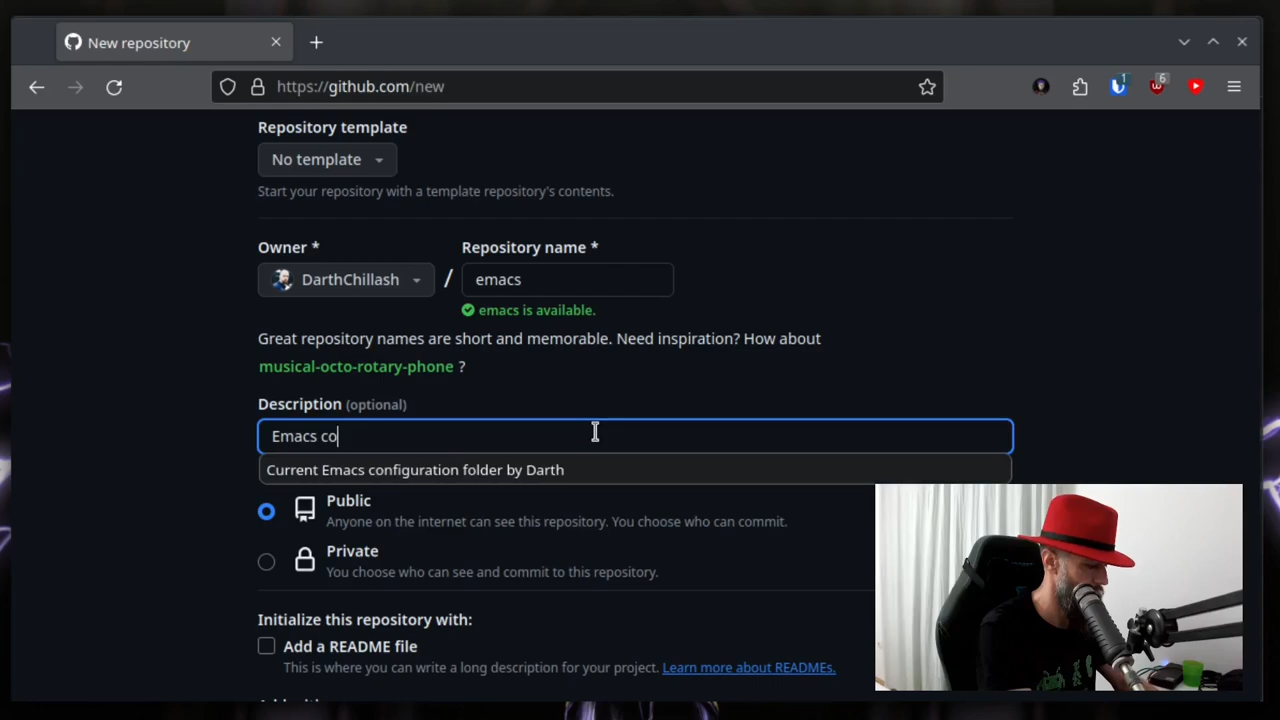 New repository
https://github.com/new
1
6
Repository template
No template
Start your repository with a template repository's contents.
Owner *
Repository name *
DarthChillash
/
emacs
emacs is available.
Great repository names are short and memorable. Need inspiration? How about
musical-octo-rotary-phone ?
Description (optional)
Emacs co
Current Emacs configuration folder by Darth
Public
Anyone on the internet can see this repository. You choose who can commit.
Private
You choose who can see and commit to this repository.
Initialize this repository with:
Add a README file
This is where you can write a long description for your project. Learn more about READMEs.